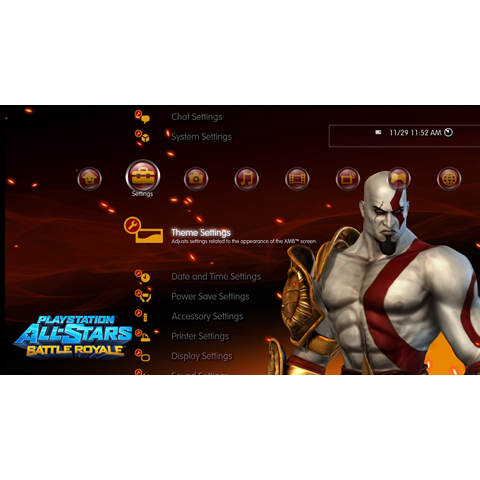 Chat Settings
System Settings
11/29 11:52 AM
Settings
Theme Settings
Adjusts settings related to the appearance of the XMB™ screen.
Date and Time Settings
Power Save Settings
Accessory Settings
Printer Settings
Display Settings
Sound Settings
PLAYSTATION
ALL-STARS
BATTLE ROYALE